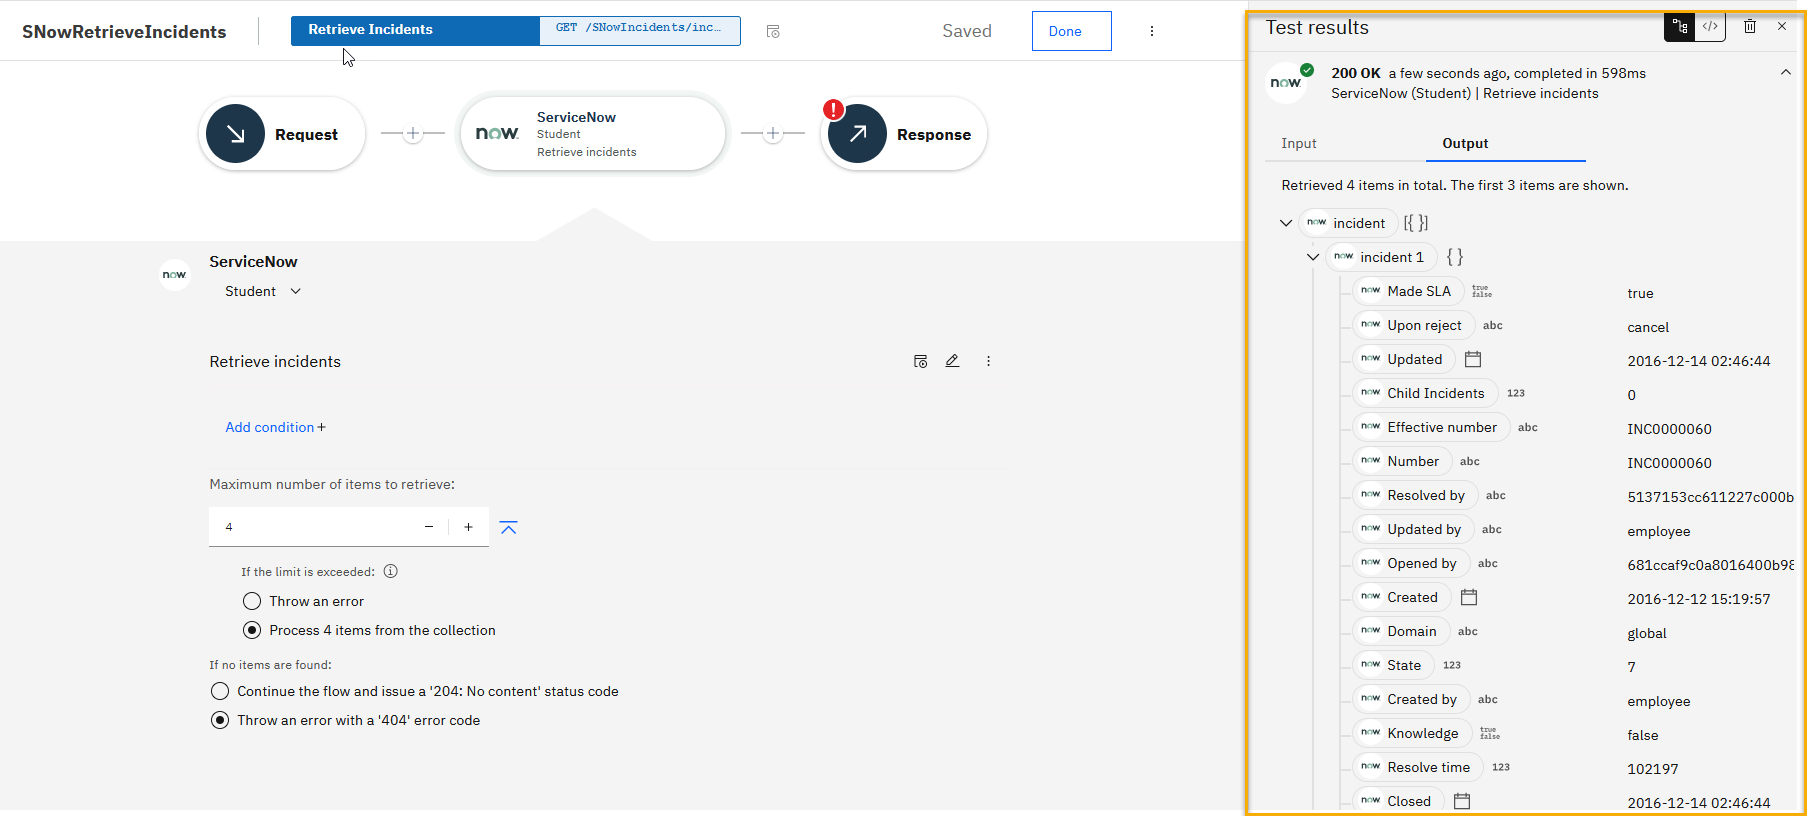 SNowRetrieveIncidents
Retrieve Incidents
GET /SNowIncidents/inc...
Saved
Done
Request
now.
ServiceNow
Student
Retrieve incidents
!
Response
now.
ServiceNow
Student
Retrieve incidents
Add condition +
Maximum number of items to retrieve:
4
If the limit is exceeded:
Throw an error
Process 4 items from the collection
If no items are found:
Continue the flow and issue a '204: No content' status code
Throw an error with a '404' error code
Test results
</>
now.
200 OK a few seconds ago, completed in 598ms
ServiceNow (Student) | Retrieve incidents
Input
Output
Retrieved 4 items in total. The first 3 items are shown.
now. incident [{ }]
now. incident 1 { }
now. Made SLA true false true
now. Upon reject abc cancel
now. Updated 2016-12-14 02:46:44
now. Child Incidents 123 0
now. Effective number abc INC0000060
now. Number abc INC0000060
now. Resolved by abc 5137153cc611227c000b
now. Updated by abc employee
now. Opened by abc 681ccaf9c0a8016400b98
now. Created 2016-12-12 15:19:57
now. Domain abc global
now. State 123 7
now. Created by abc employee
now. Knowledge true false false
now. Resolve time 123 102197
now. Closed 2016-12-14 02:46:44